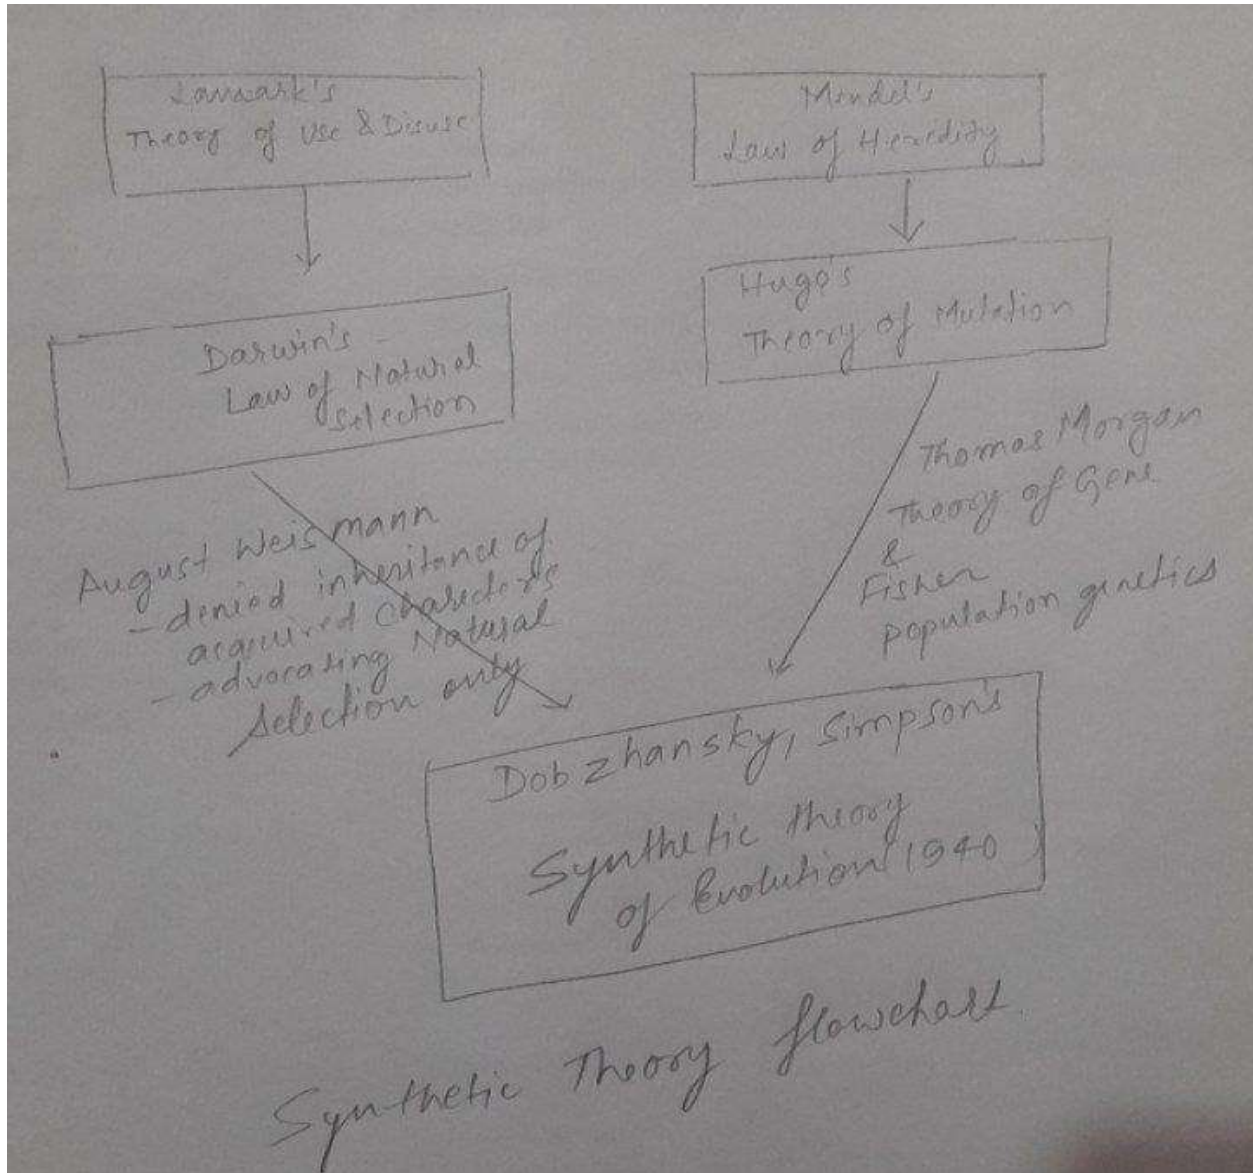 Lamark's
Theory of Use & Disuse
Mendel's
Law of Heredity
Hugo's
Theory of Mutation
Darwin's
Law of Natural
Selection
Thomas Morgan
Theory of Gene
&
Fisher
population genetics
August Weismann
- denied inheritance of
acquired Charecters
- advocating Natural
Selection only
Dobzhansky, Simpson's
Synthetic theory
of Evolution 1940
Synthetic Theory flowchart